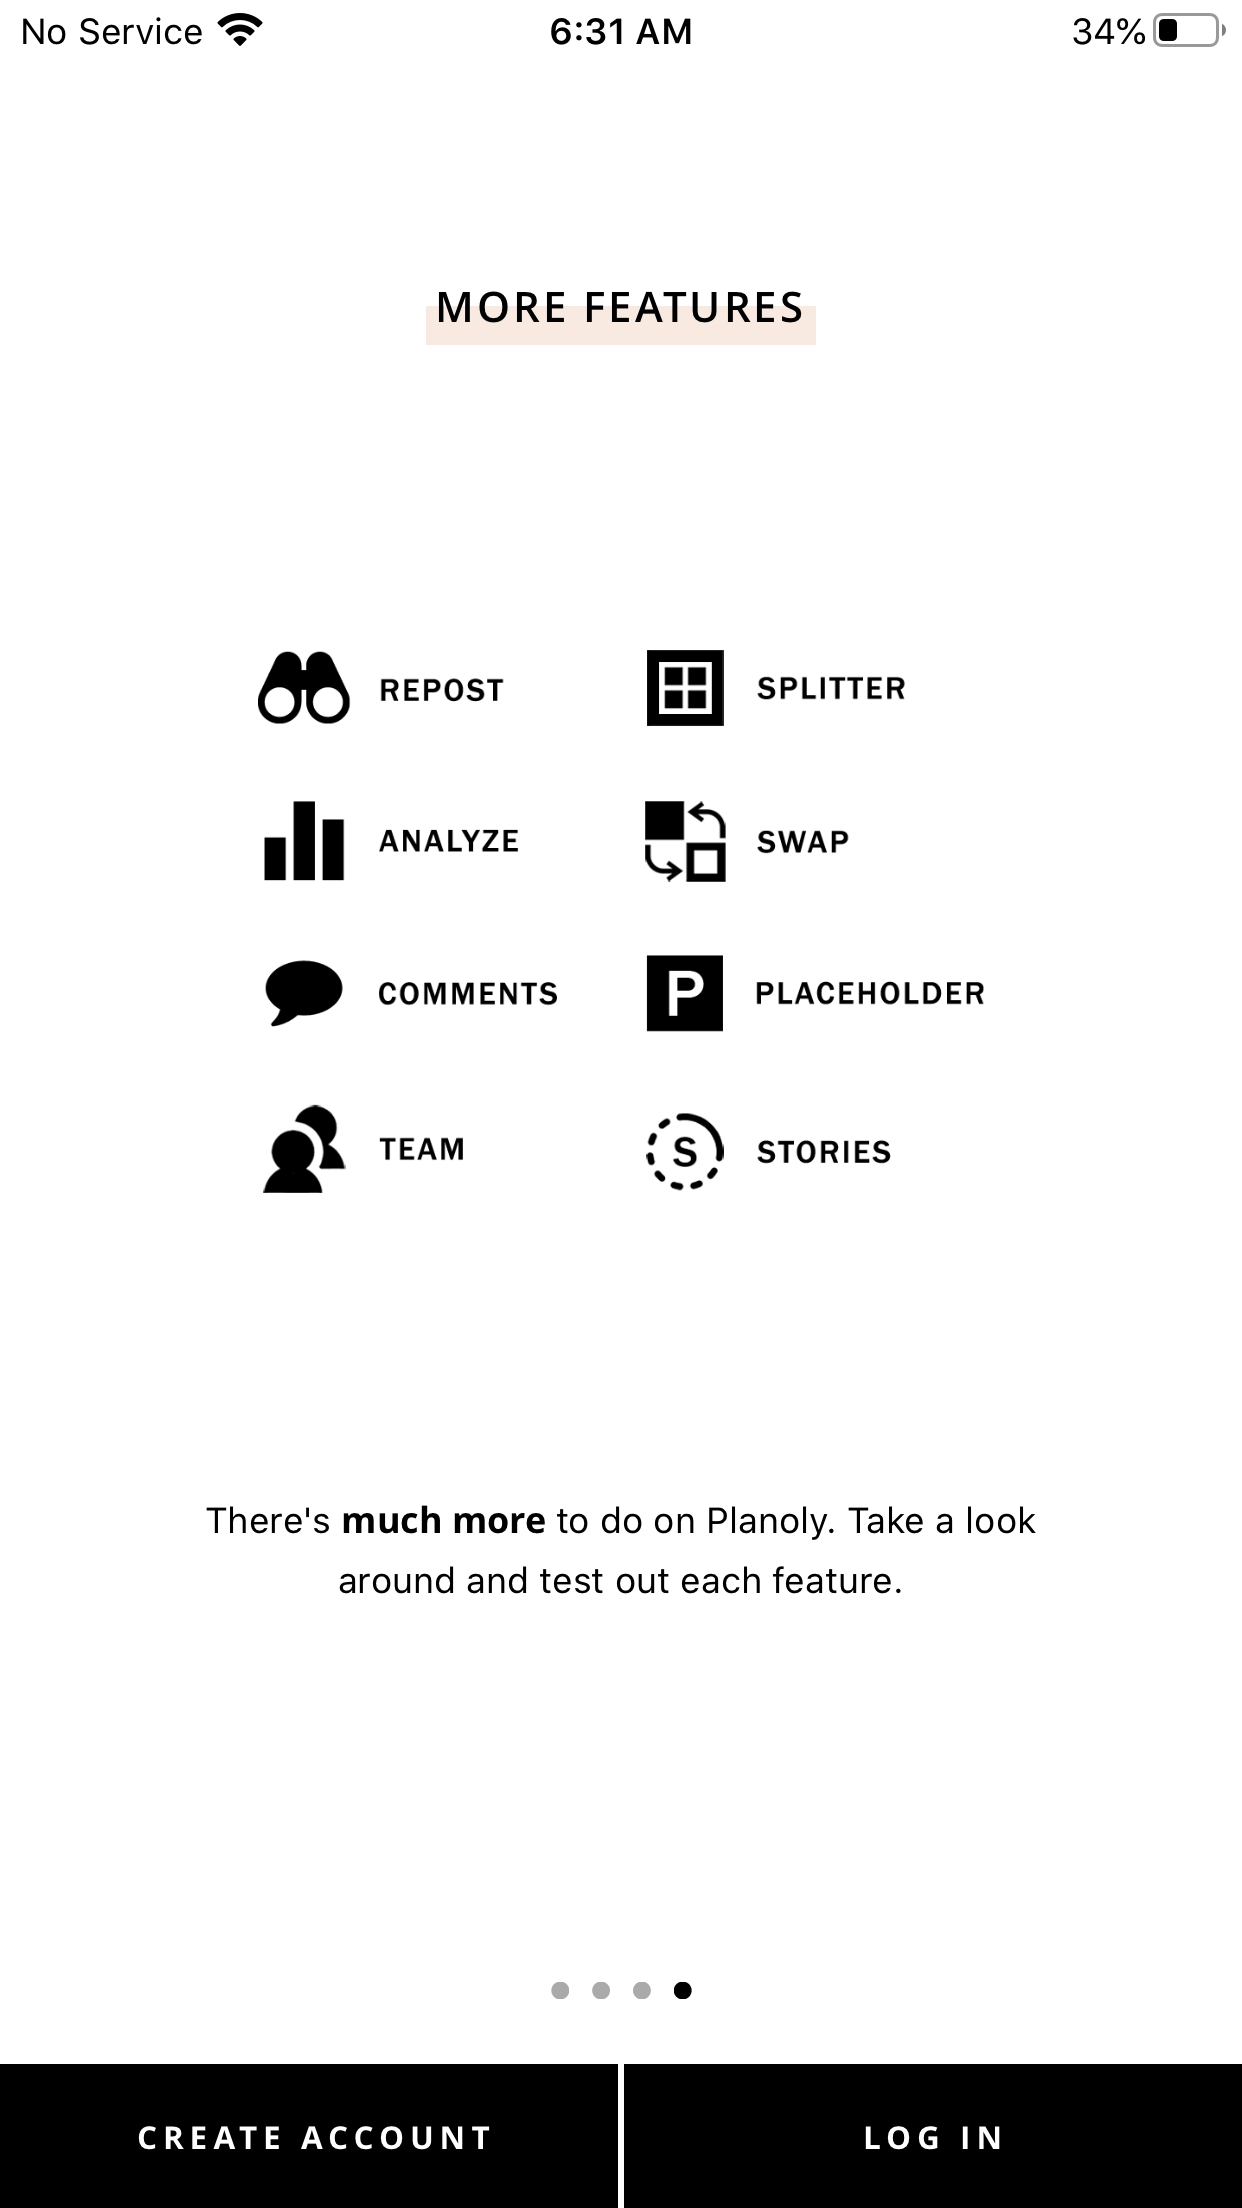 No Service 6:31 AM 34%
MORE FEATURES
REPOST SPLITTER
ANALYZE SWAP
COMMENTS P PLACEHOLDER
TEAM S STORIES
There's much more to do on Planoly. Take a look
around and test out each feature.
CREATE ACCOUNT LOG IN